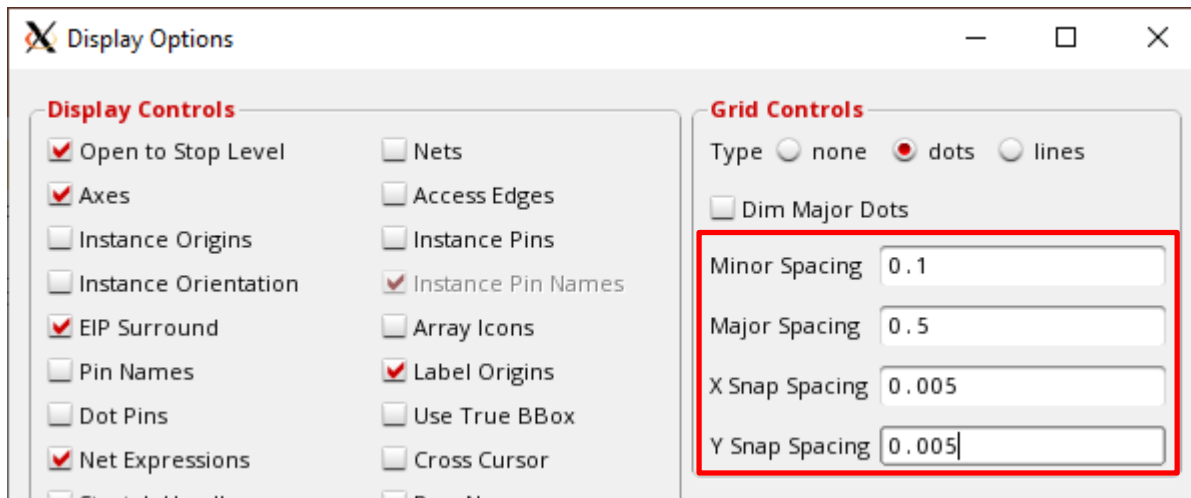 Display Options
Display Controls
Open to Stop Level
Nets
Axes
Access Edges
Instance Origins
Instance Pins
Instance Orientation
Instance Pin Names
EIP Surround
Array Icons
Pin Names
Label Origins
Dot Pins
Use True BBox
Net Expressions
Cross Cursor
Grid Controls
Type none dots lines
Dim Major Dots
Minor Spacing 0.1
Major Spacing 0.5
X Snap Spacing 0.005
Y Snap Spacing 0.005